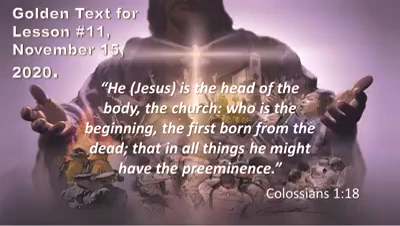 Golden Text for
Lesson #11,
November 15,
2020.
“He (Jesus) is the head of the
body, the church: who is the
beginning, the first born from the
dead; that in all things he might
have the preeminence.”
Colossians 1:18